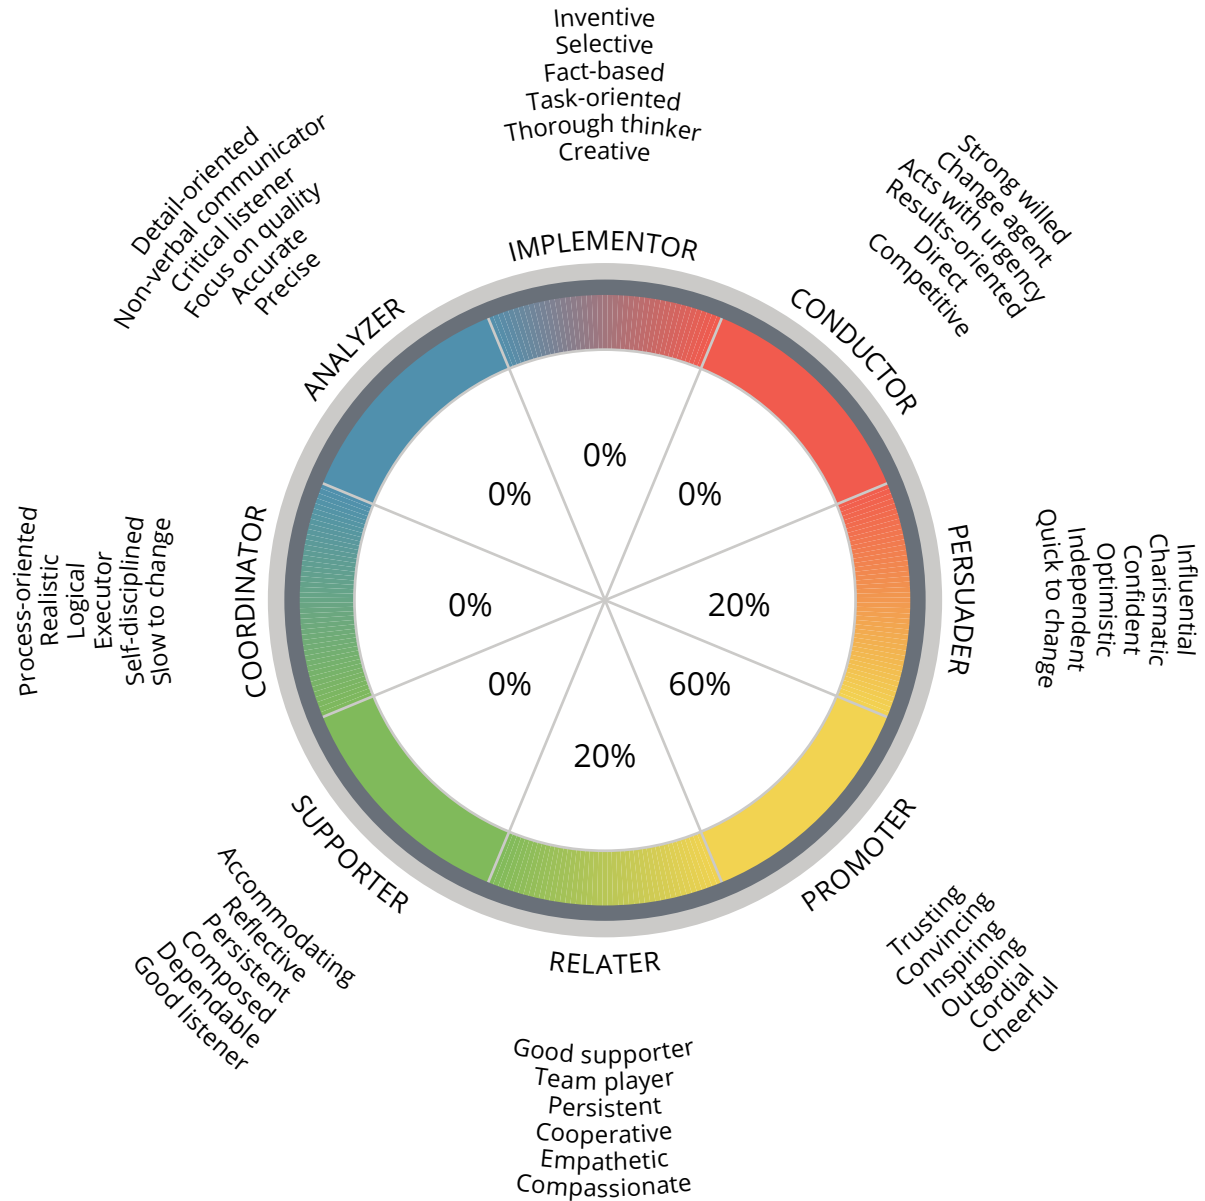 Inventive
Selective
Fact-based
Task-oriented
Thorough thinker
Creative
IMPLEMENTOR
Strong willed
Change agent
Acts with urgency
Results-oriented
Direct
Competitive
CONDUCTOR
Influential
Charismatic
Confident
Optimistic
Independent
Quick to change
PERSUADER
PROMOTER
Trusting
Convincing
Inspiring
Outgoing
Cordial
Cheerful
RELATER
Good supporter
Team player
Persistent
Cooperative
Empathetic
Compassionate
SUPPORTER
Accommodating
Reflective
Persistent
Composed
Dependable
Good listener
Process-oriented
Realistic
Logical
Executor
Self-disciplined
Slow to change
COORDINATOR
Detail-oriented
Non-verbal communicator
Critical listener
Focus on quality
Accurate
Precise
ANALYZER
0%
0%
20%
60%
20%
0%
0%
0%